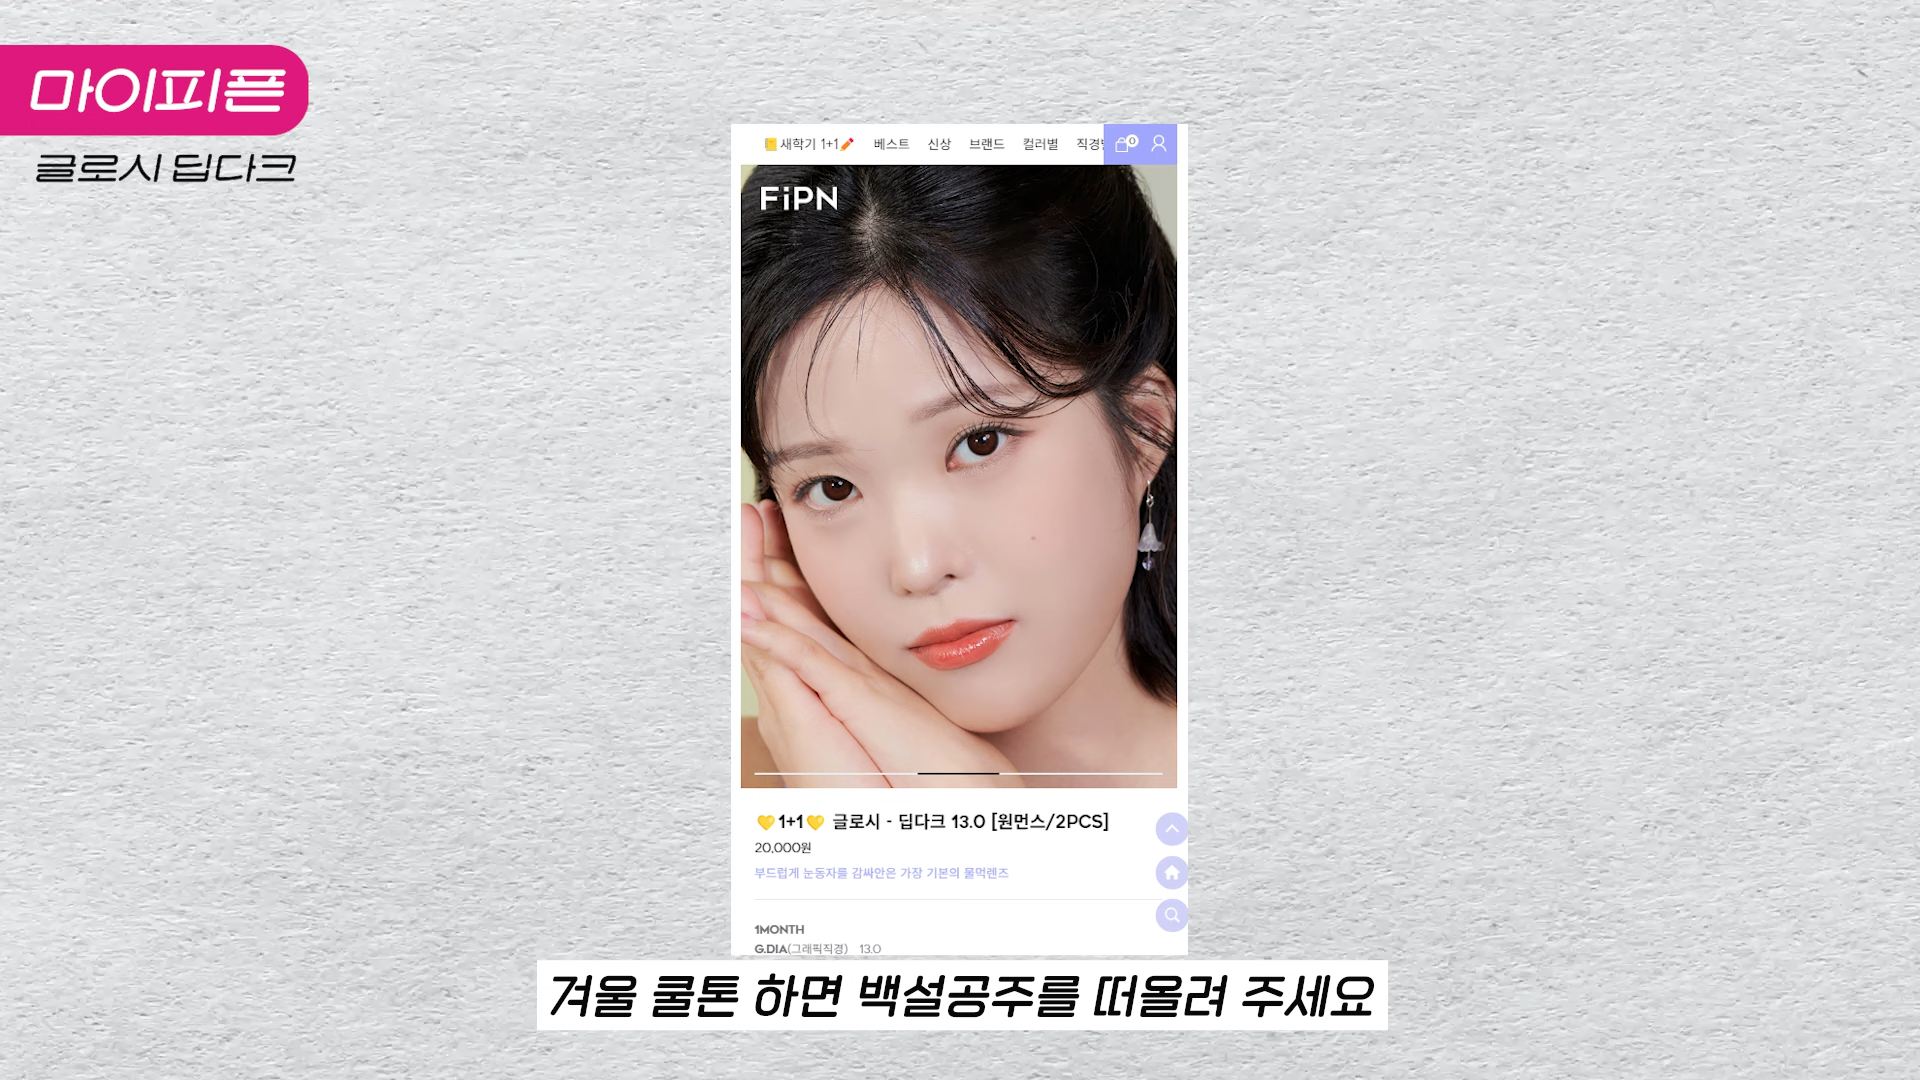 마이피픈
글로시 딥다크
📒새학기 1+1✏️ 베스트 신상 브랜드 컬러별 직경
0
FiPN
💛1+1💛 글로시 - 딥다크 13.0 [원먼스/2PCS]
20,000원
부드럽게 눈동자를 감싸안은 가장 기본의 물먹렌즈
1MONTH
G.DIA(그래픽직경) 13.0
겨울 쿨톤 하면 백설공주를 떠올려 주세요